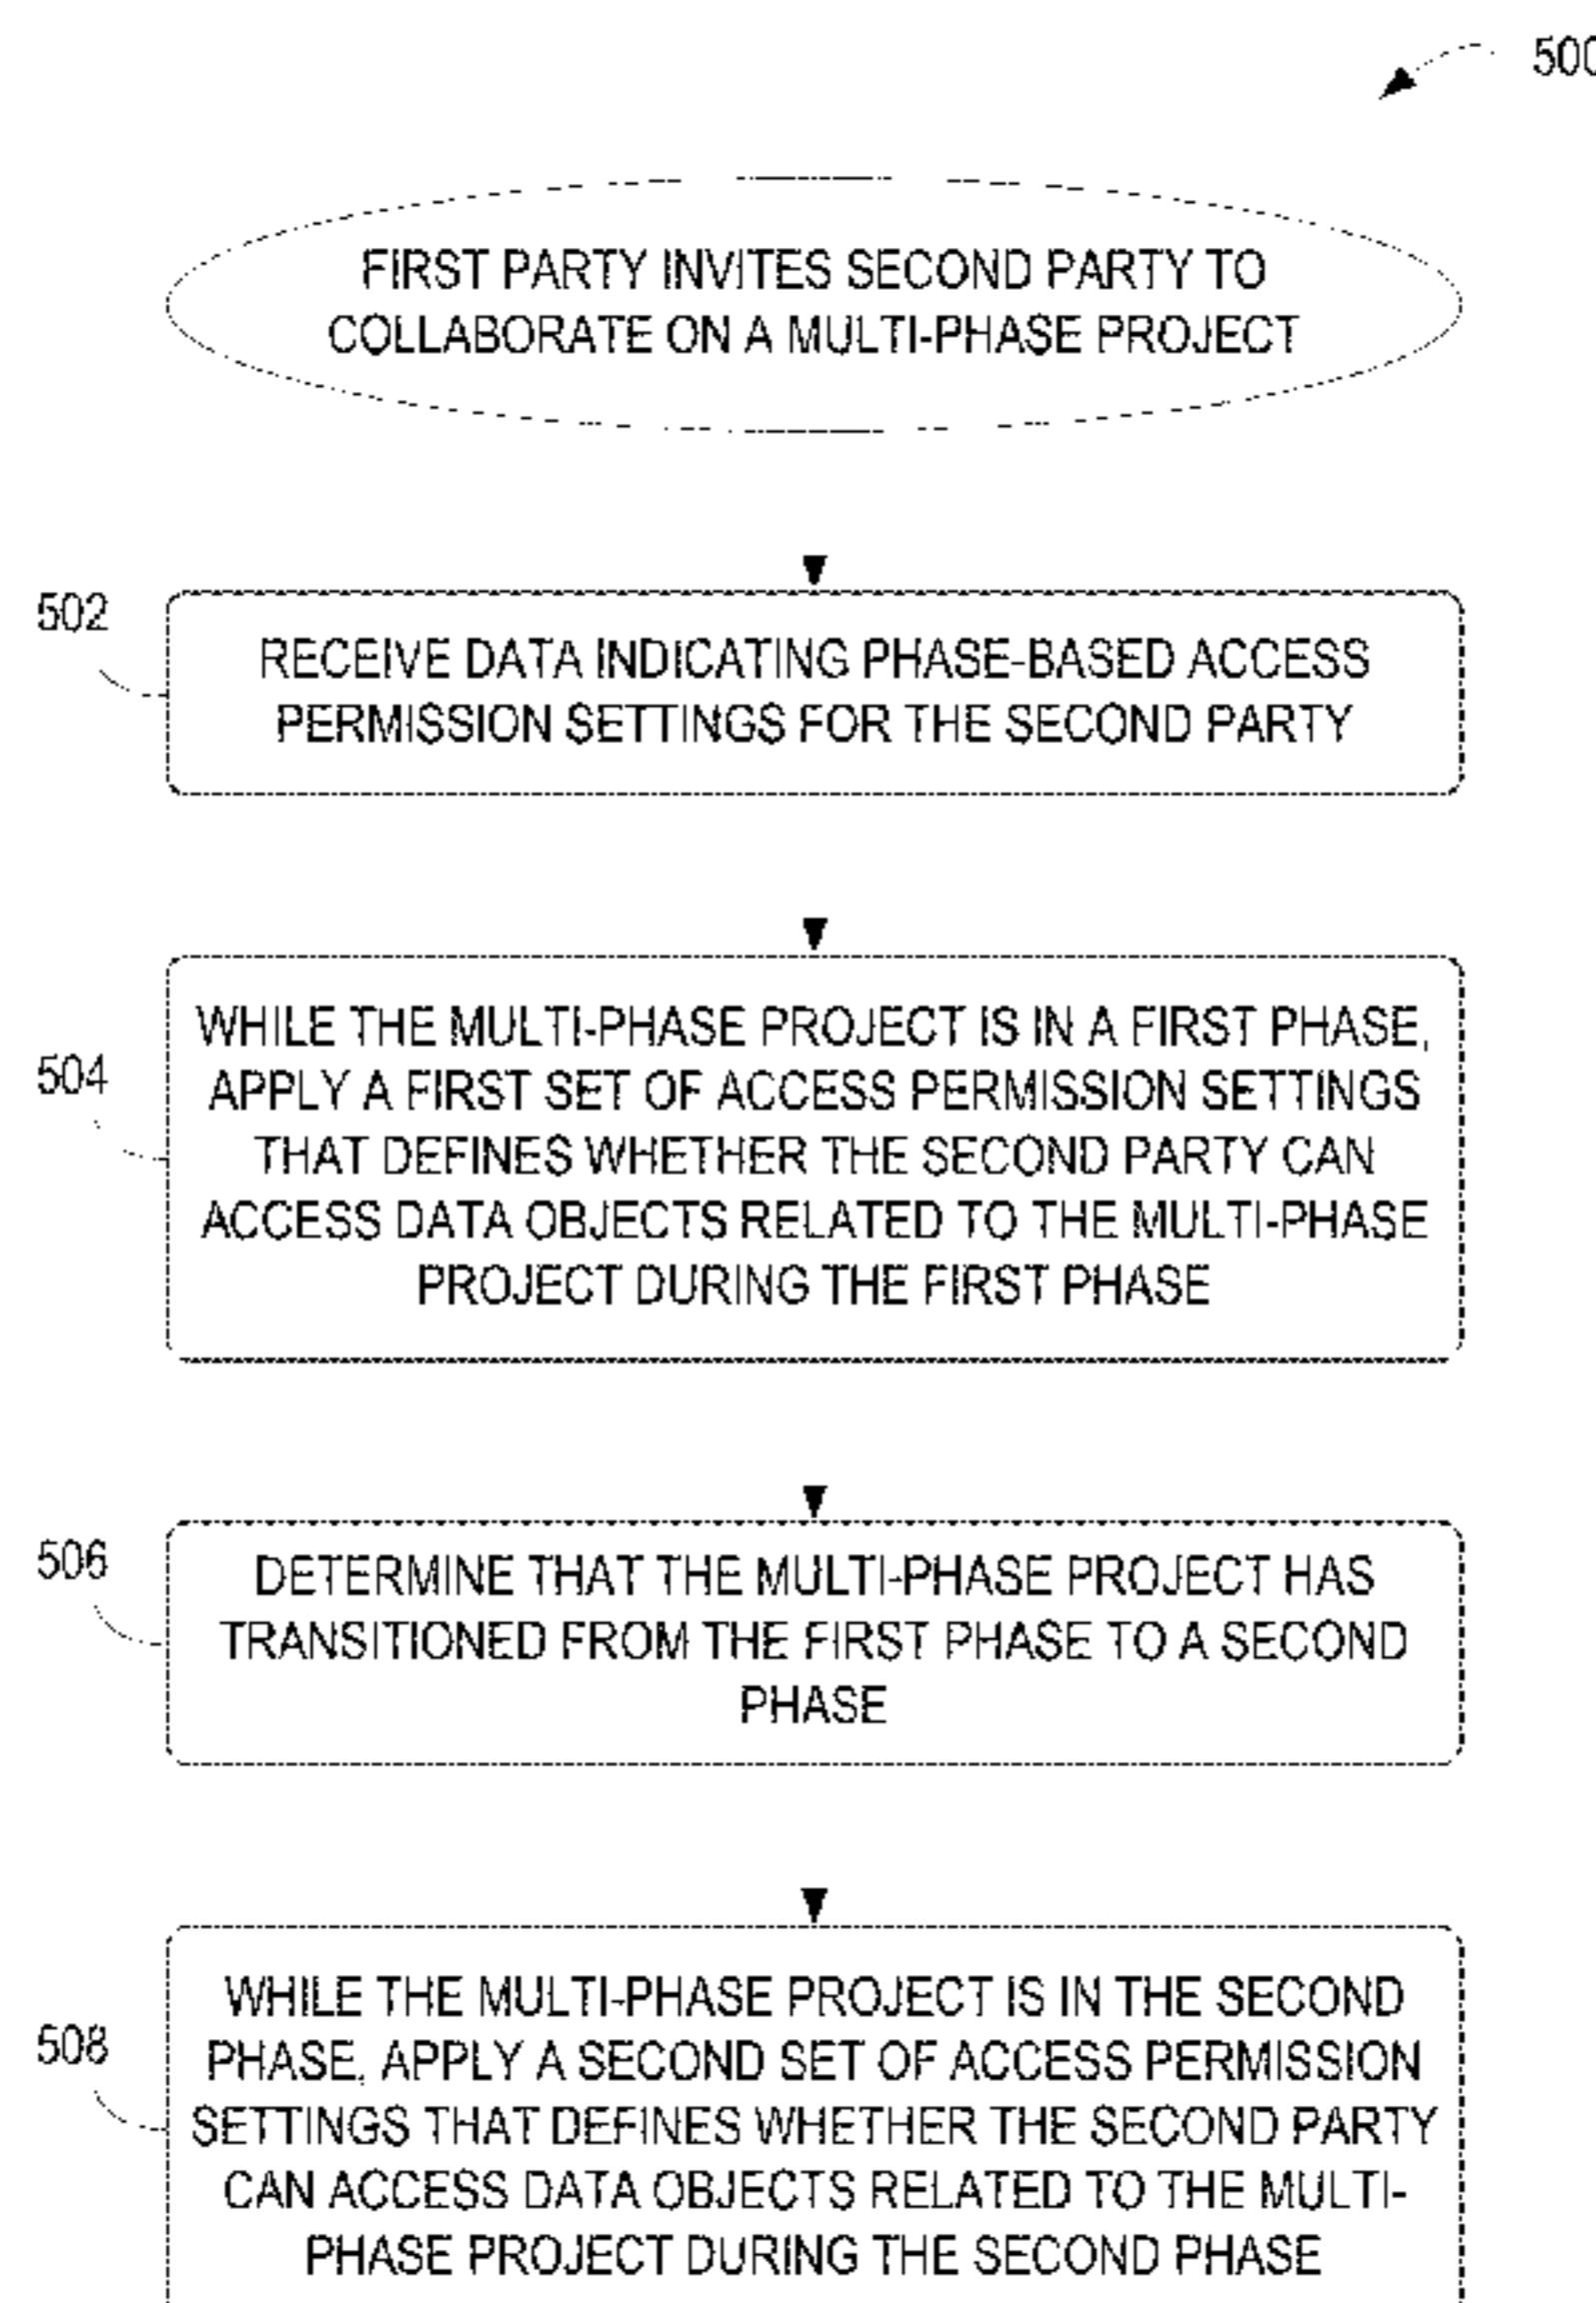 500
FIRST PARTY INVITES SECOND PARTY TO
COLLABORATE ON A MULTI-PHASE PROJECT
502
RECEIVE DATA INDICATING PHASE-BASED ACCESS
PERMISSION SETTINGS FOR THE SECOND PARTY
504
WHILE THE MULTI-PHASE PROJECT IS IN A FIRST PHASE,
APPLY A FIRST SET OF ACCESS PERMISSION SETTINGS
THAT DEFINES WHETHER THE SECOND PARTY CAN
ACCESS DATA OBJECTS RELATED TO THE MULTI-PHASE
PROJECT DURING THE FIRST PHASE
506
DETERMINE THAT THE MULTI-PHASE PROJECT HAS
TRANSITIONED FROM THE FIRST PHASE TO A SECOND
PHASE
508
WHILE THE MULTI-PHASE PROJECT IS IN THE SECOND
PHASE, APPLY A SECOND SET OF ACCESS PERMISSION
SETTINGS THAT DEFINES WHETHER THE SECOND PARTY
CAN ACCESS DATA OBJECTS RELATED TO THE MULTI-
PHASE PROJECT DURING THE SECOND PHASE